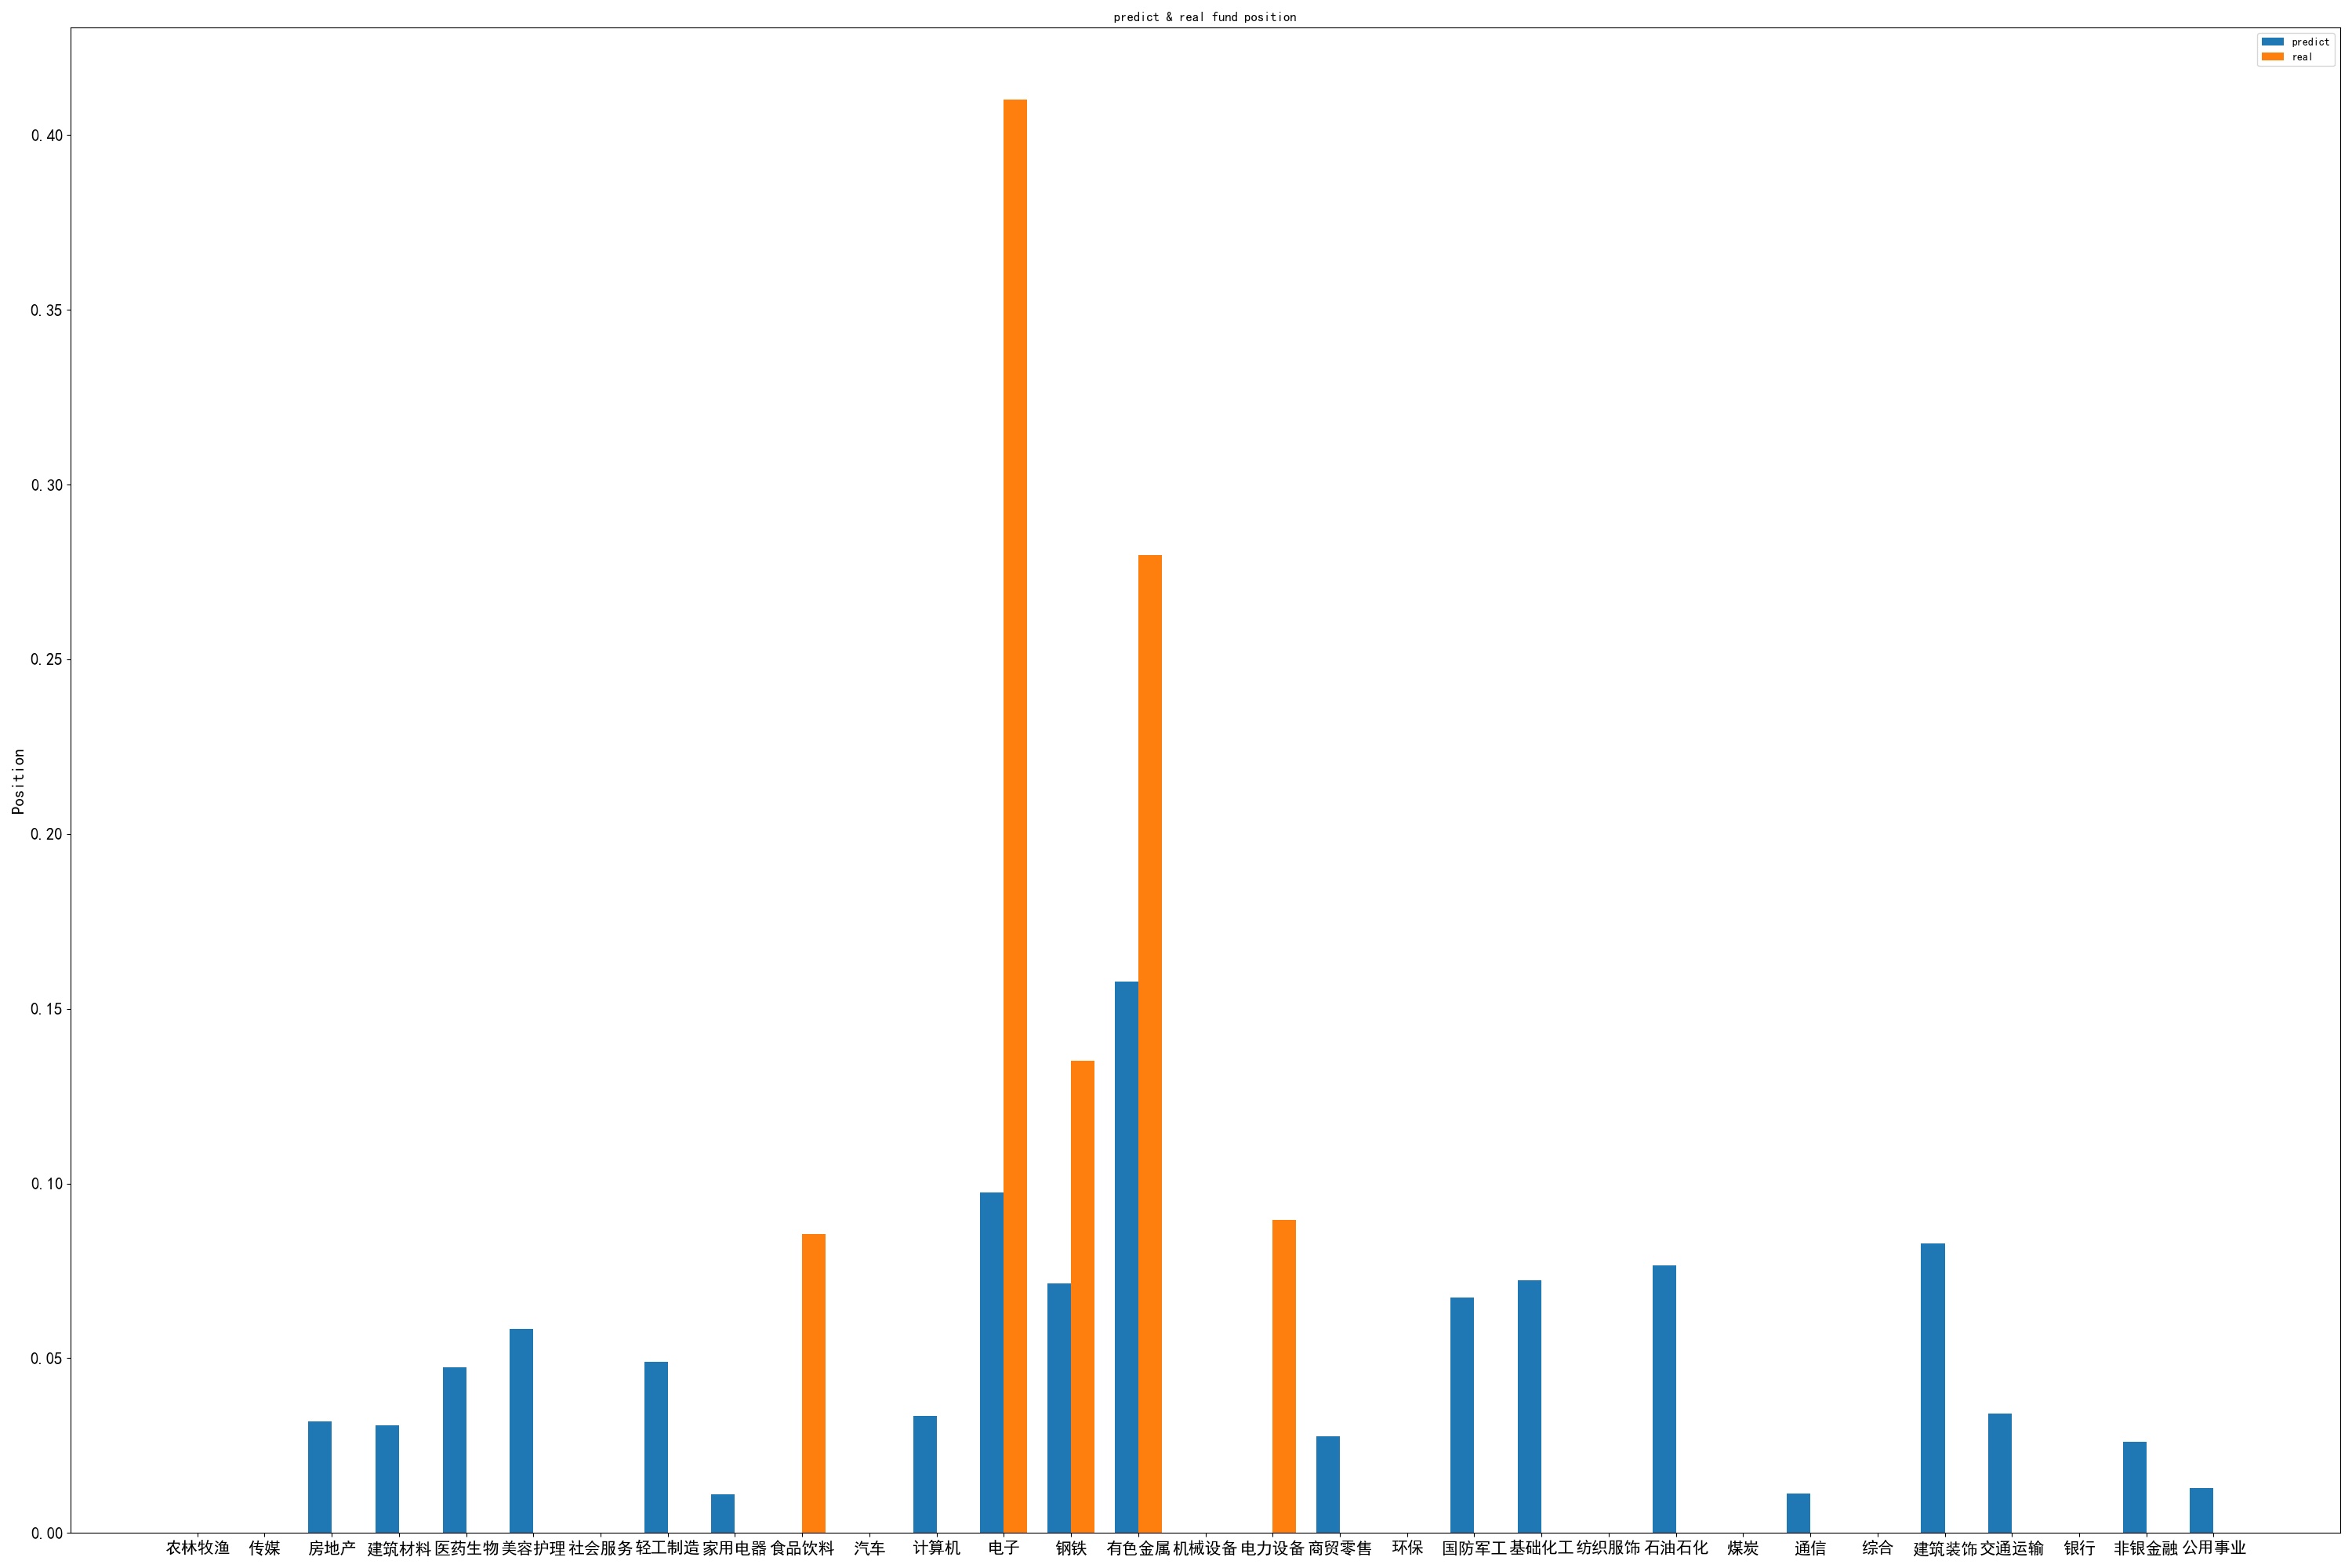 predict & real fund position
predict
real
0.40
0.35
0.30
0.25
0.20
0.15
0.10
0.05
0.00
Position
农林牧渔 传媒 房地产 建筑材料 医药生物 美容护理 社会服务 轻工制造 家用电器 食品饮料 汽车 计算机 电子 钢铁 有色金属 机械设备 电力设备 商贸零售 环保 国防军工 基础化工 纺织服饰 石油石化 煤炭 通信 综合 建筑装饰 交通运输 银行 非银金融 公用事业